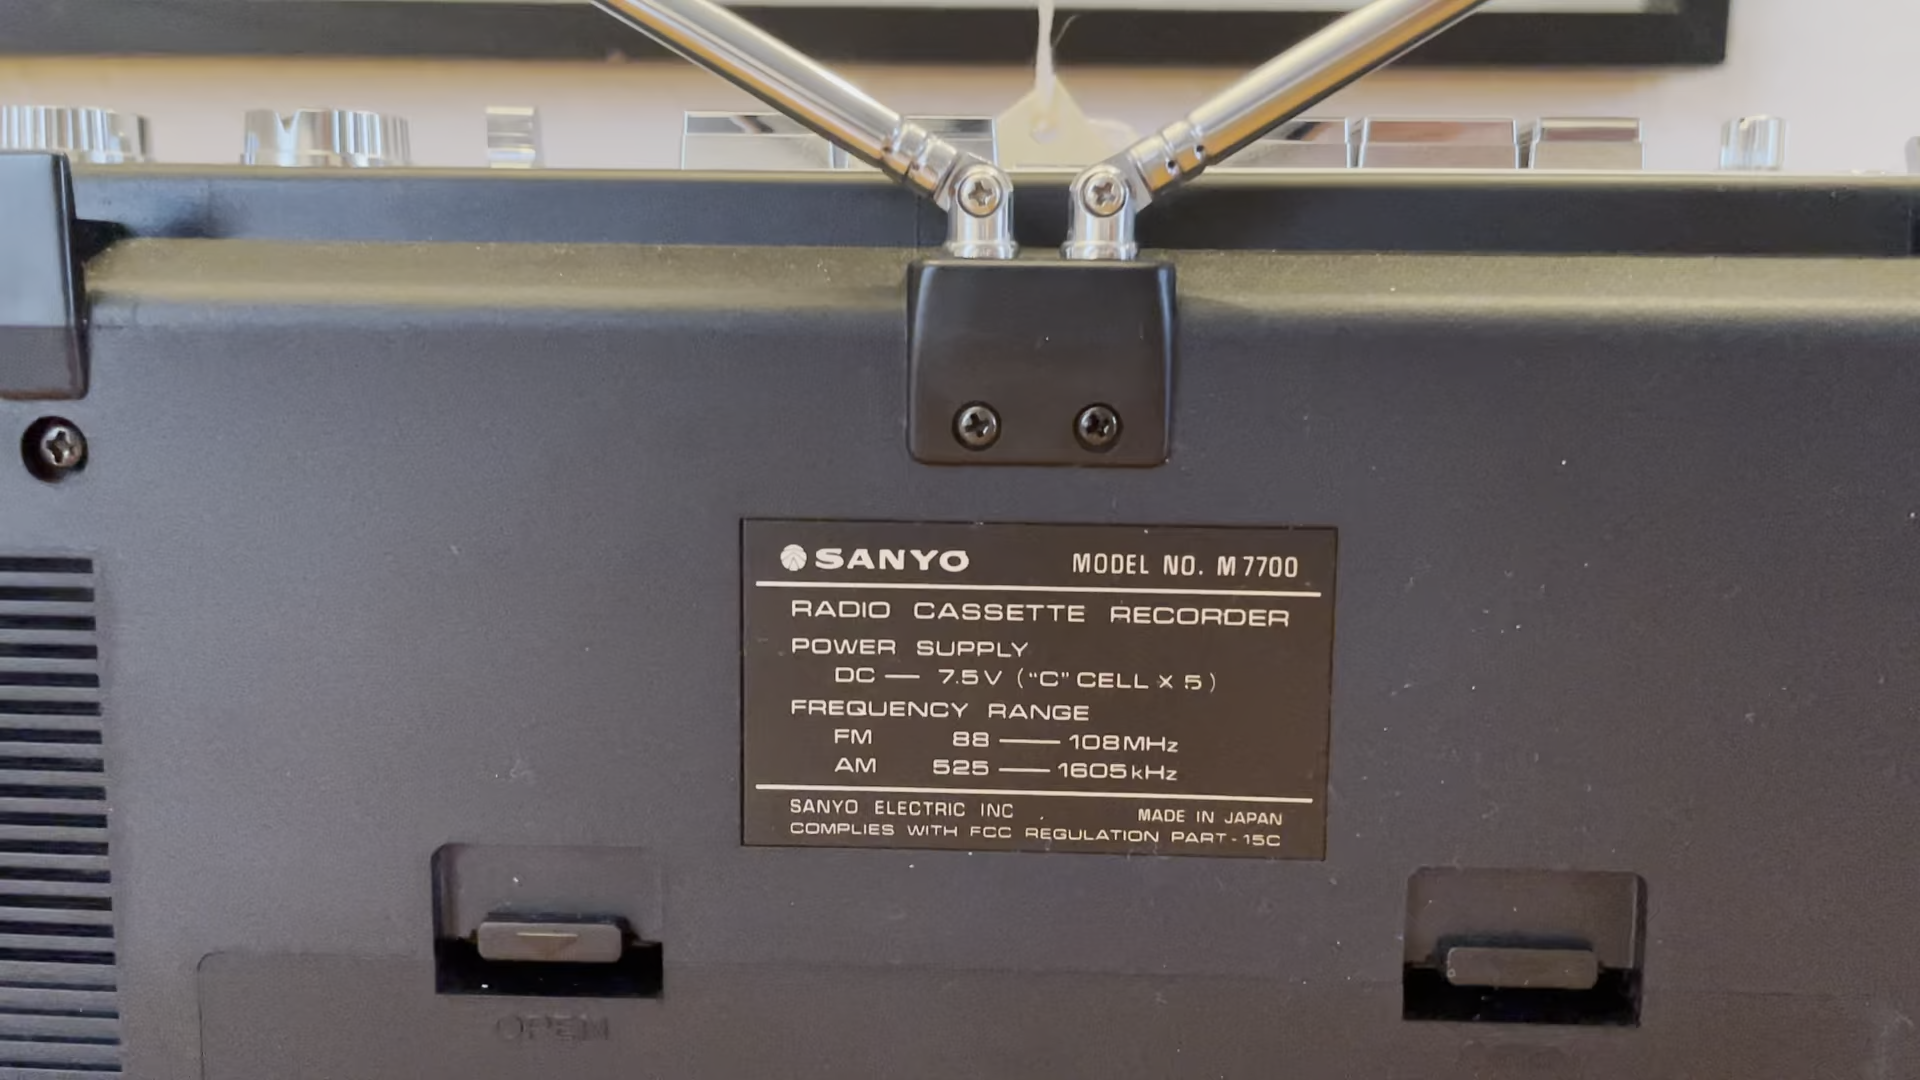 SANYO MODEL NO. M7700
RADIO CASSETTE RECORDER
POWER SUPPLY
DC — 7.5V ("C" CELL X 5)
FREQUENCY RANGE
FM 88 — 108MHz
AM 525 — 1605kHz
SANYO ELECTRIC INC MADE IN JAPAN
COMPLIES WITH FCC REGULATION PART-15C
OPEN